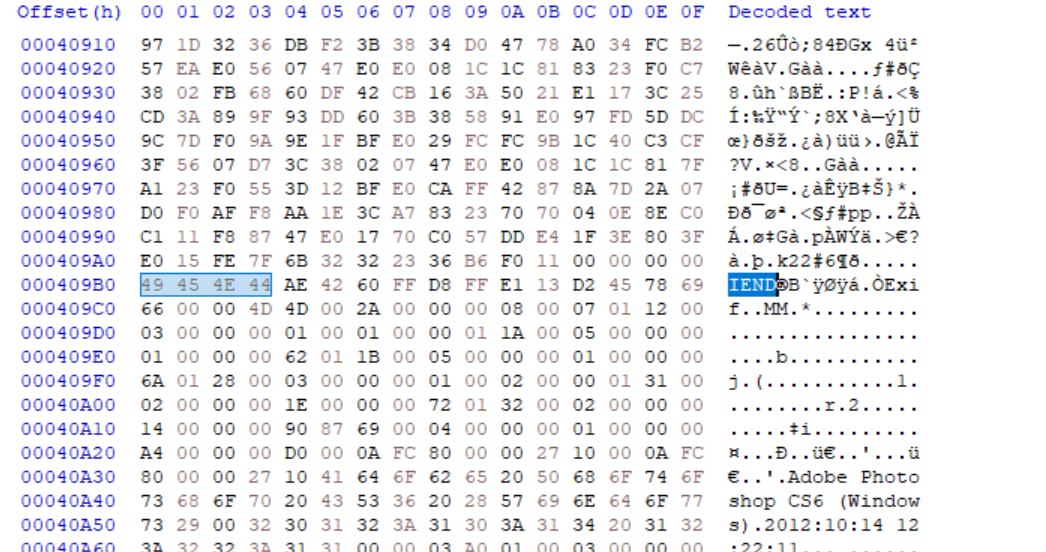 Offset(h) 00 01 02 03 04 05 06 07 08 09 0A 0B 0C 0D 0E 0F Decoded text
00040910 97 1D 32 36 DB F2 3B 38 34 D0 47 78 A0 34 FC B2 —.26Ûò;84ÐGx 4ü²
00040920 57 EA E0 56 07 47 E0 E0 08 1C 1C 81 83 23 F0 C7 WêàV.Gàà....ƒ#ðÇ
00040930 38 02 FB 68 60 DF 42 CB 16 3A 50 21 E1 17 3C 25 8.ûh`ßBË.:P!á.<%
00040940 CD 3A 89 9F 93 DD 60 3B 38 58 91 E0 97 FD 5D DC Í:‰Ÿ“Ý`;8X‘à—ý]Ü
00040950 9C 7D F0 9A 9E 1F BF E0 29 FC FC 9B 1C 40 C3 CF œ}ðšž.¿à)üü›.@ÃÏ
00040960 3F 56 07 D7 3C 38 02 07 47 E0 E0 08 1C 1C 81 7F ?V.×<8..Gàà.....
00040970 A1 23 F0 55 3D 12 BF E0 CA FF 42 87 8A 7D 2A 07 ¡#ðU=.¿àÊÿB‡Š}*.
00040980 D0 F0 AF F8 AA 1E 3C A7 83 23 70 70 04 0E 8E C0 Ðð¯øª.<§ƒ#pp..ŽÀ
00040990 C1 11 F8 87 47 E0 17 70 C0 57 DD E4 1F 3E 80 3F Á.ø‡Gà.pÀWÝä.>€?
000409A0 E0 15 FE 7F 6B 32 32 23 36 B6 F0 11 00 00 00 00 à.þ.k22#6¶ð.....
000409B0 49 45 4E 44 AE 42 60 FF D8 FF E1 13 D2 45 78 69 IEND®B`ÿØÿá.ÒExi
000409C0 66 00 00 4D 4D 00 2A 00 00 00 08 00 07 01 12 00 f..MM.*.........
000409D0 03 00 00 00 01 00 01 00 00 01 1A 00 05 00 00 00 ................
000409E0 01 00 00 00 62 01 1B 00 05 00 00 00 01 00 00 00 ....b...........
000409F0 6A 01 28 00 03 00 00 00 01 00 02 00 00 01 31 00 j.(...........1.
00040A00 02 00 00 00 1E 00 00 00 72 01 32 00 02 00 00 00 ........r.2.....
00040A10 14 00 00 00 90 87 69 00 04 00 00 00 01 00 00 00 .....‡i.........
00040A20 A4 00 00 00 D0 00 0A FC 80 00 00 27 10 00 0A FC ¤...Ð..ü€..'...ü
00040A30 80 00 00 27 10 41 64 6F 62 65 20 50 68 6F 74 6F €..'.Adobe Photo
00040A40 73 68 6F 70 20 43 53 36 20 28 57 69 6E 64 6F 77 shop CS6 (Window
00040A50 73 29 00 32 30 31 32 3A 31 30 3A 31 34 20 31 32 s).2012:10:14 12
00040A60 3A 32 32 3A 31 31 00 00 00 03 A0 01 00 03 00 00 00 :22:11